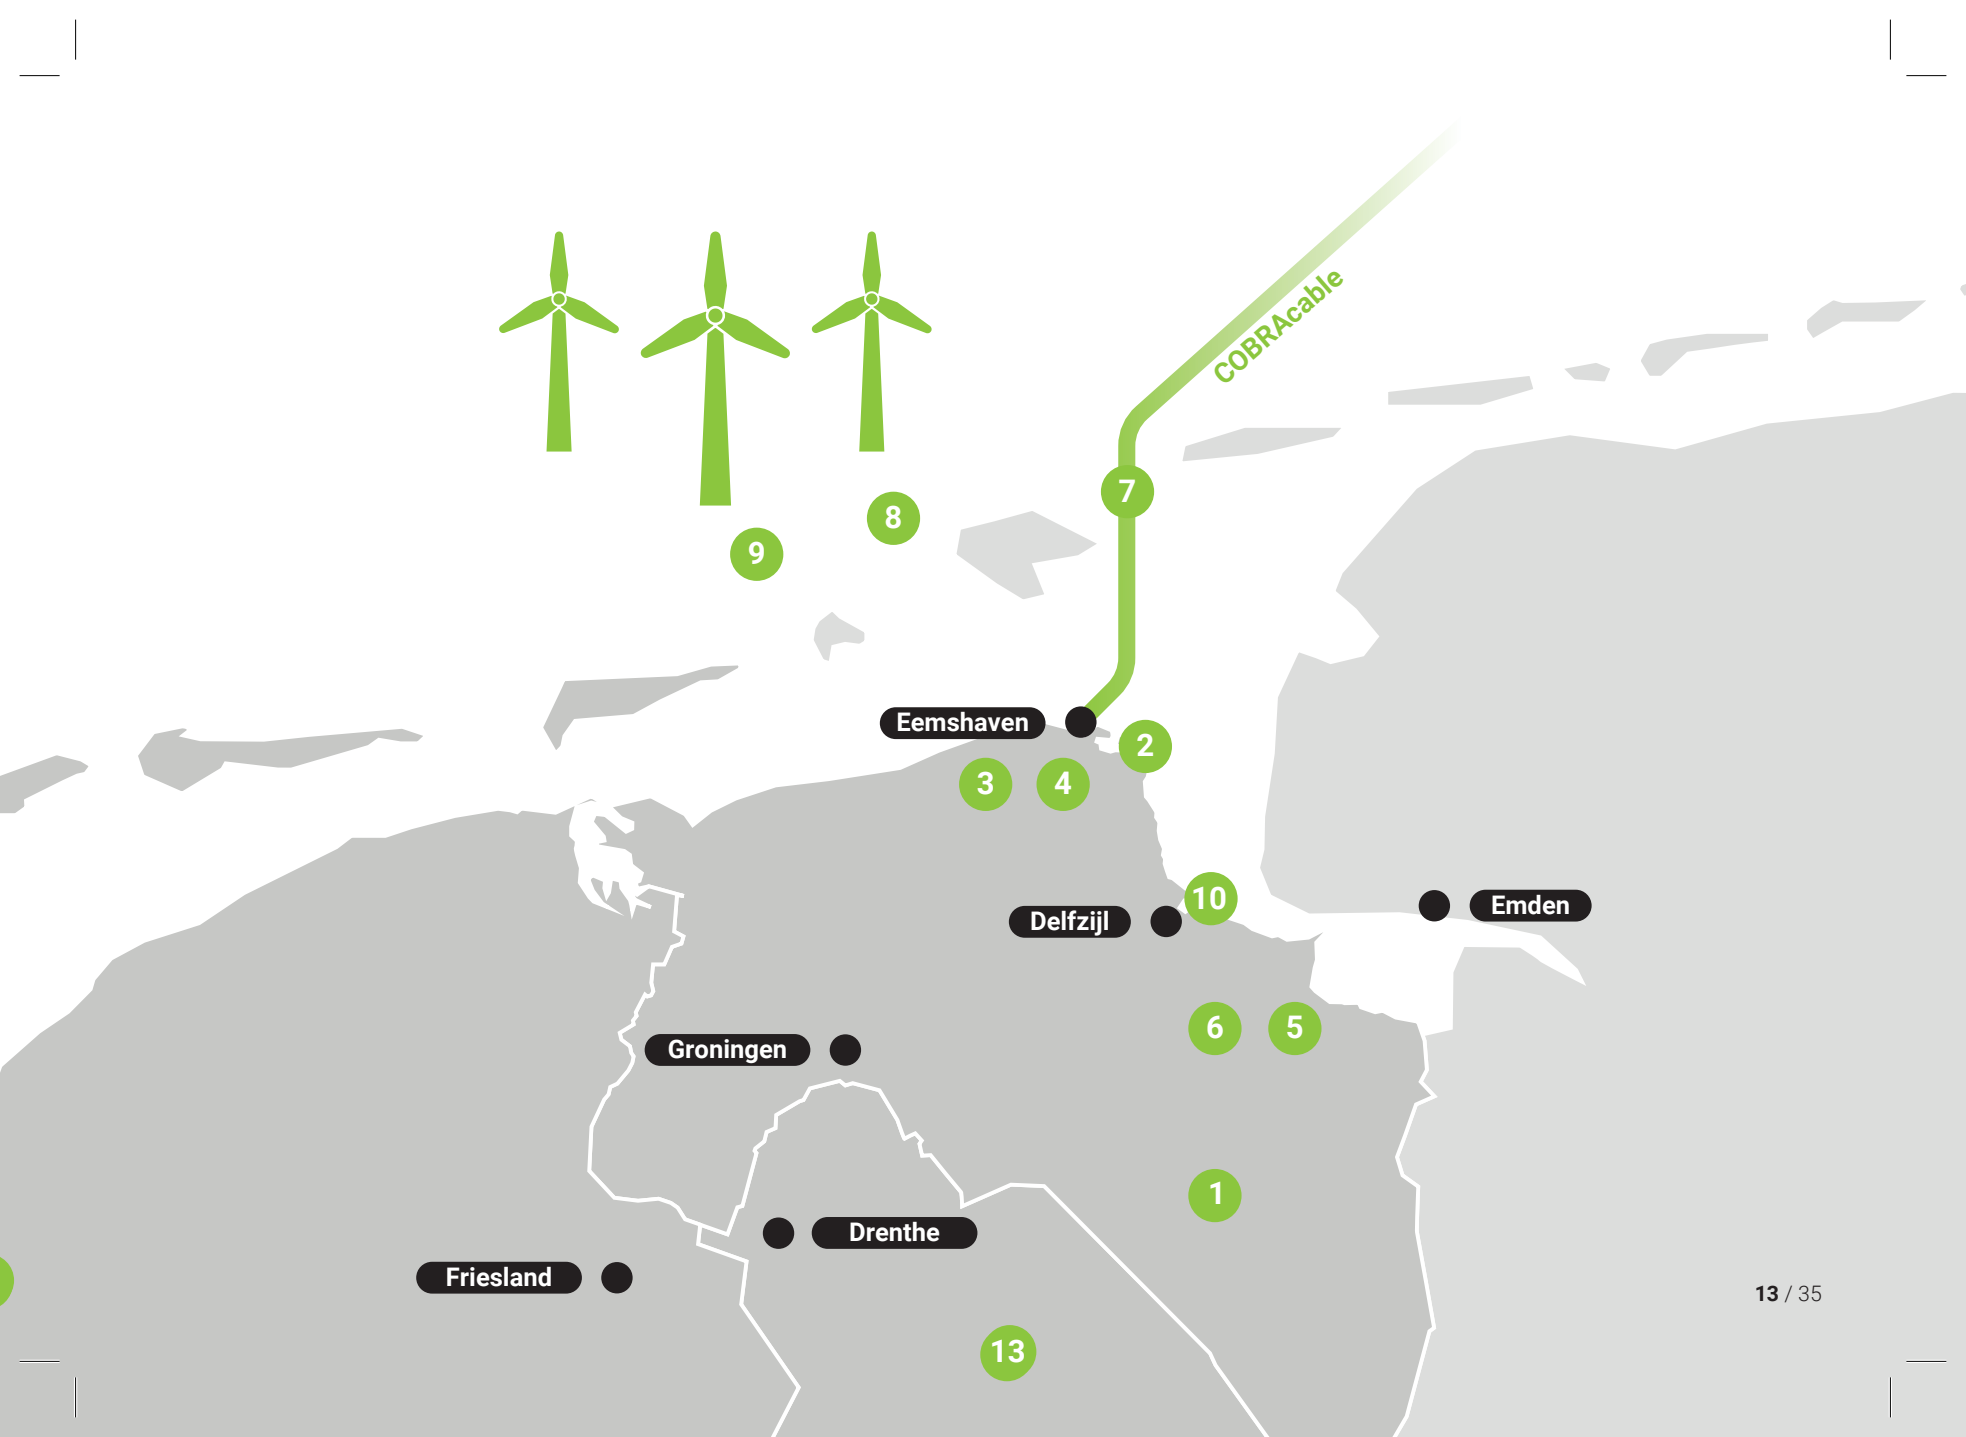 COBRAcable
7
8
9
Eemshaven
2
3
4
10
Delfzijl
Emden
6
5
Groningen
1
Drenthe
Friesland
13 / 35
13